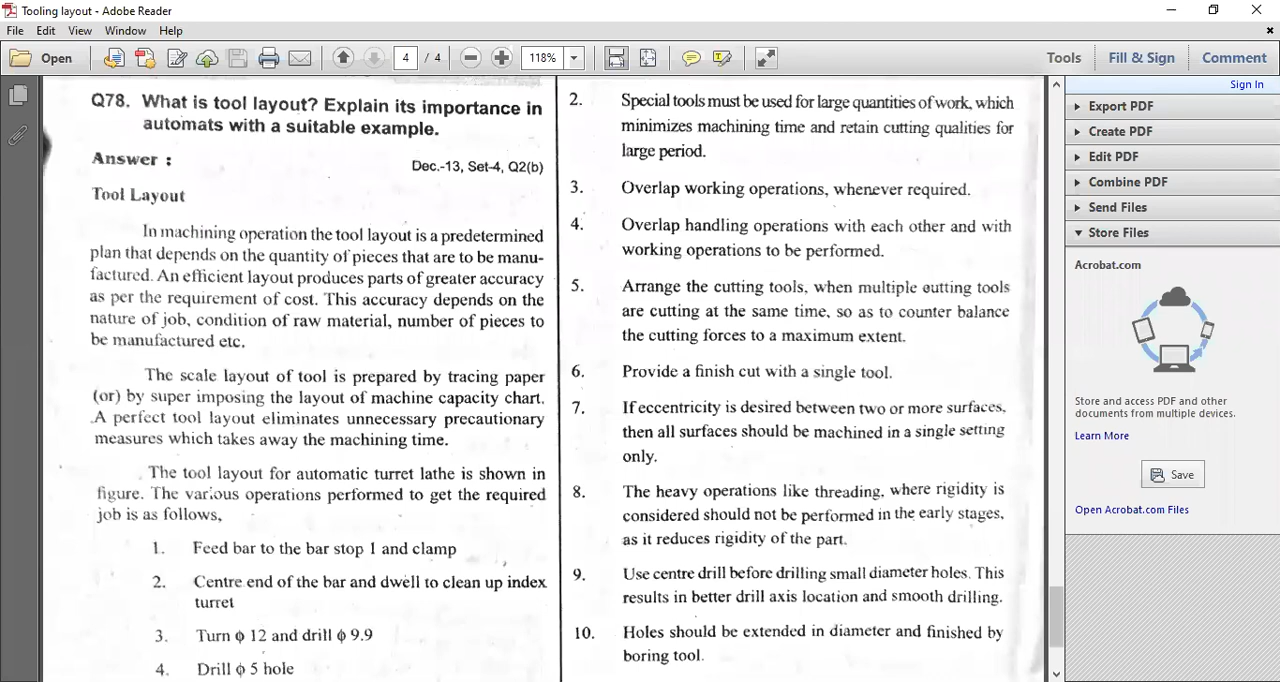 Tooling layout - Adobe Reader
File Edit View Window Help
Open
4 / 4
118%
Tools
Fill & Sign
Comment
Q78. What is tool layout? Explain its importance in
automats with a suitable example.
Answer :
Dec.-13, Set-4, Q2(b)
Tool Layout
In machining operation the tool layout is a predetermined
plan that depends on the quantity of pieces that are to be manu-
factured. An efficient layout produces parts of greater accuracy
as per the requirement of cost. This accuracy depends on the
nature of job, condition of raw material, number of pieces to
be manufactured etc.
The scale layout of tool is prepared by tracing paper
(or) by super imposing the layout of machine capacity chart.
A perfect tool layout eliminates unnecessary precautionary
measures which takes away the machining time.
The tool layout for automatic turret lathe is shown in
figure. The various operations performed to get the required
job is as follows,
1. Feed bar to the bar stop 1 and clamp
2. Centre end of the bar and dwell to clean up index
turret
3. Turn ϕ 12 and drill ϕ 9.9
4. Drill ϕ 5 hole
2. Special tools must be used for large quantities of work, which
minimizes machining time and retain cutting qualities for
large period.
3. Overlap working operations, whenever required.
4. Overlap handling operations with each other and with
working operations to be performed.
5. Arrange the cutting tools, when multiple cutting tools
are cutting at the same time, so as to counter balance
the cutting forces to a maximum extent.
6. Provide a finish cut with a single tool.
7. If eccentricity is desired between two or more surfaces,
then all surfaces should be machined in a single setting
only.
8. The heavy operations like threading, where rigidity is
considered should not be performed in the early stages,
as it reduces rigidity of the part.
9. Use centre drill before drilling small diameter holes. This
results in better drill axis location and smooth drilling.
10. Holes should be extended in diameter and finished by
boring tool.
Sign In
Export PDF
Create PDF
Edit PDF
Combine PDF
Send Files
Store Files
Acrobat.com
Store and access PDF and other
documents from multiple devices.
Learn More
Save
Open Acrobat.com Files